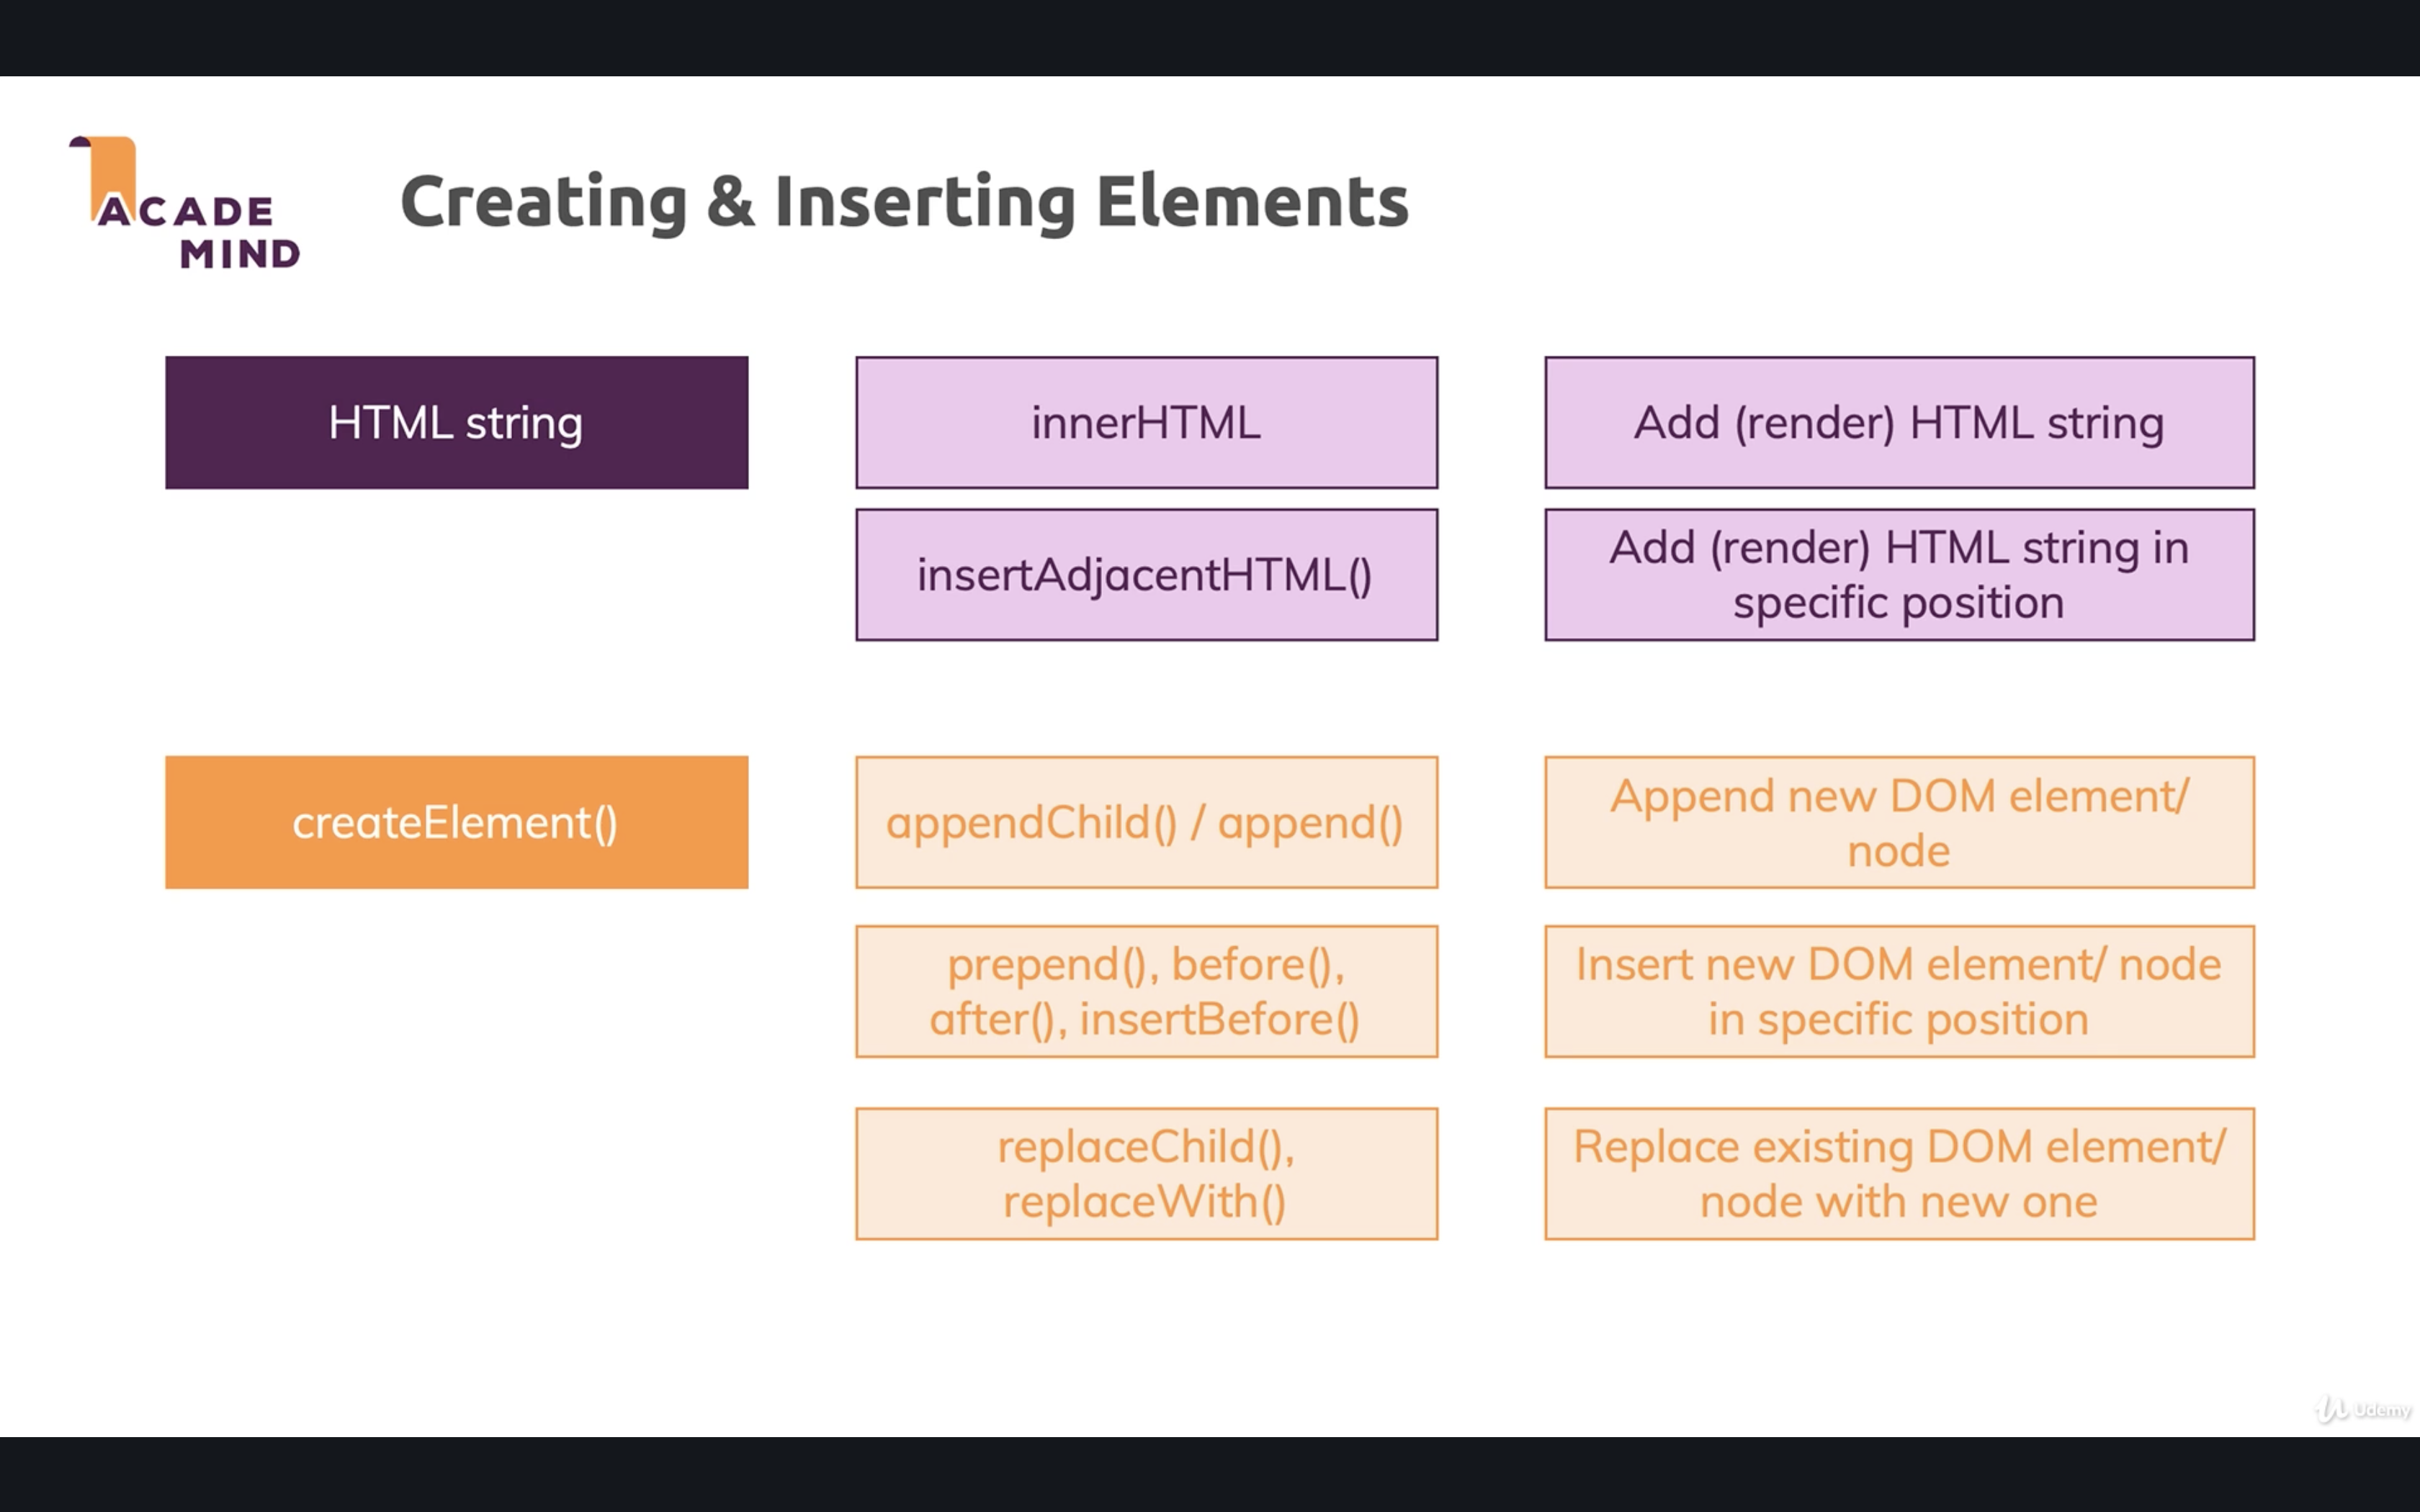 ACADE
MIND
Creating & Inserting Elements
HTML string
innerHTML
Add (render) HTML string
insertAdjacentHTML()
Add (render) HTML string in
specific position
createElement()
appendChild() / append()
Append new DOM element/
node
prepend(), before(),
after(), insertBefore()
Insert new DOM element/ node
in specific position
replaceChild(),
replaceWith()
Replace existing DOM element/
node with new one
Udemy